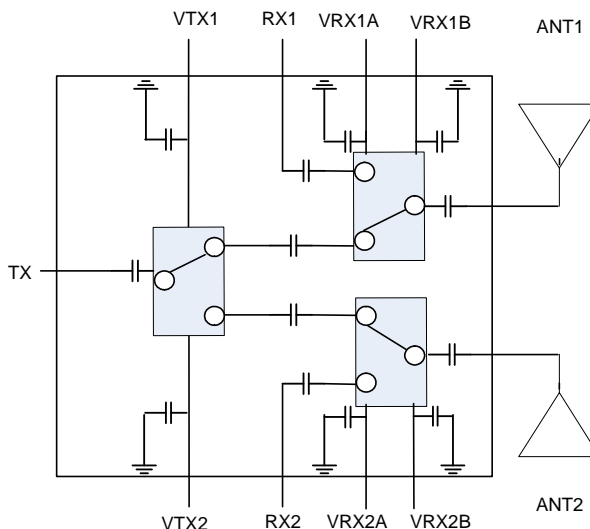 VTX1 RX1 VRX1A VRX1B ANT1
TX
VTX2 RX2 VRX2A VRX2B ANT2